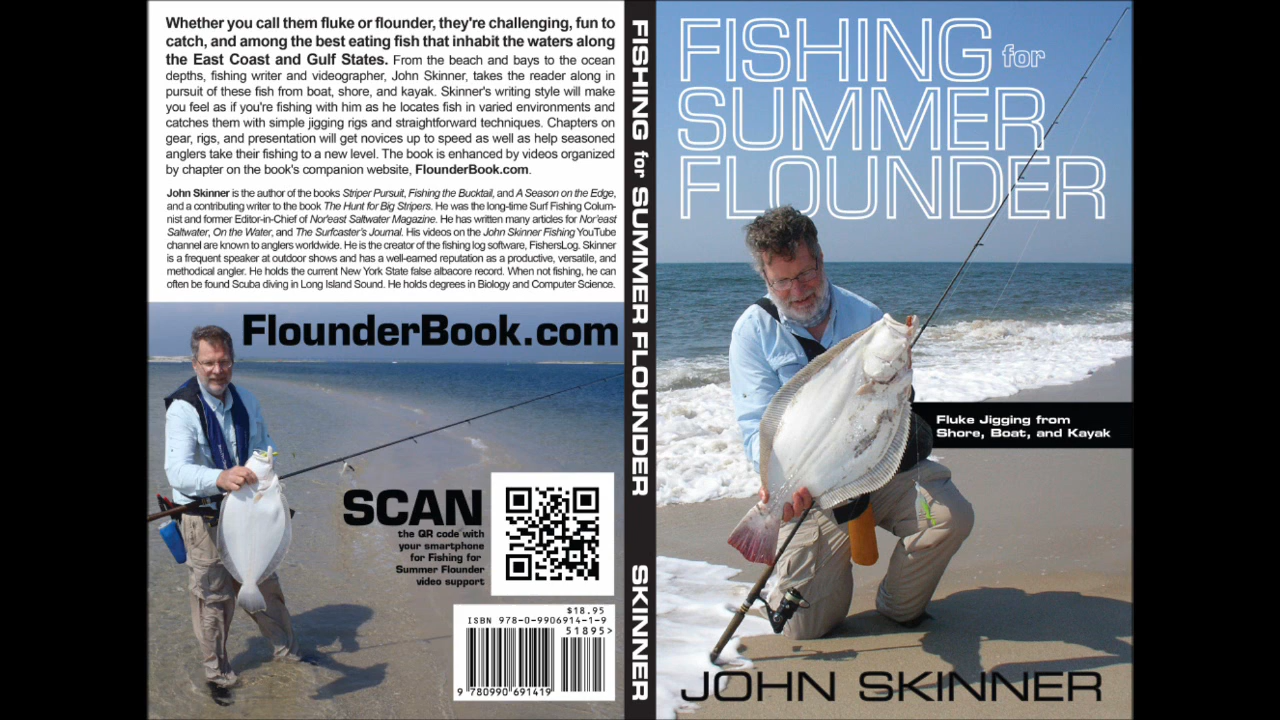 Whether you call them fluke or flounder, they're challenging, fun to
catch, and among the best eating fish that inhabit the waters along
the East Coast and Gulf States. From the beach and bays to the ocean
depths, fishing writer and videographer, John Skinner, takes the reader along in
pursuit of these fish from boat, shore, and kayak. Skinner's writing style will make
you feel as if you're fishing with him as he locates fish in varied environments and
catches them with simple jigging rigs and straightforward techniques. Chapters on
gear, rigs, and presentation will get novices up to speed as well as help seasoned
anglers take their fishing to a new level. The book is enhanced by videos organized
by chapter on the book's companion website, FlounderBook.com.
John Skinner is the author of the books Striper Pursuit, Fishing the Bucktail, and A Season on the Edge,
and a contributing writer to the book The Hunt for Big Stripers. He was the long-time Surf Fishing Colum-
nist and former Editor-in-Chief of Nor'east Saltwater Magazine. He has written many articles for Nor'east
Saltwater, On the Water, and The Surfcaster's Journal. His videos on the John Skinner Fishing YouTube
channel are known to anglers worldwide. He is the creator of the fishing log software, FishersLog. Skinner
is a frequent speaker at outdoor shows and has a well-earned reputation as a productive, versatile, and
methodical angler. He holds the current New York State false albacore record. When not fishing, he can
often be found Scuba diving in Long Island Sound. He holds degrees in Biology and Computer Science.
FlounderBook.com
SCAN
the QR code with
your smartphone
for Fishing for
Summer Flounder
video support
$18.95
ISBN 978-0-9906914-1-9
51895>
9 780990 691419
FISHING for SUMMER FLOUNDER SKINNER
FISHING for
SUMMER
FLOUNDER
Fluke Jigging from
Shore, Boat, and Kayak
JOHN SKINNER